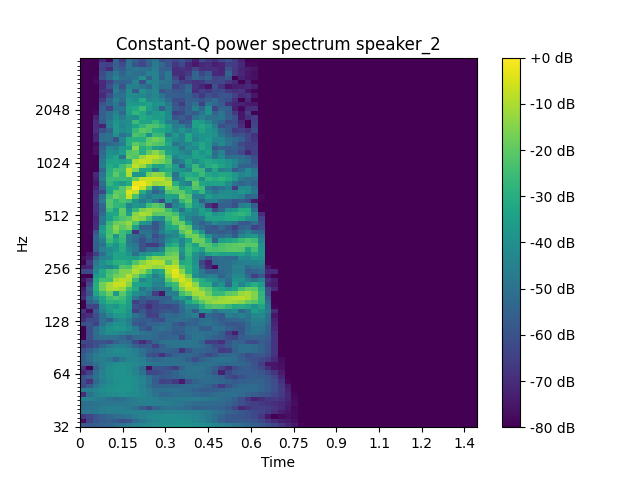 Constant-Q power spectrum speaker_2
Hz
2048
1024
512
256
128
64
32
0 0.15 0.3 0.45 0.6 0.75 0.9 1.1 1.2 1.4
Time
+0 dB
-10 dB
-20 dB
-30 dB
-40 dB
-50 dB
-60 dB
-70 dB
-80 dB